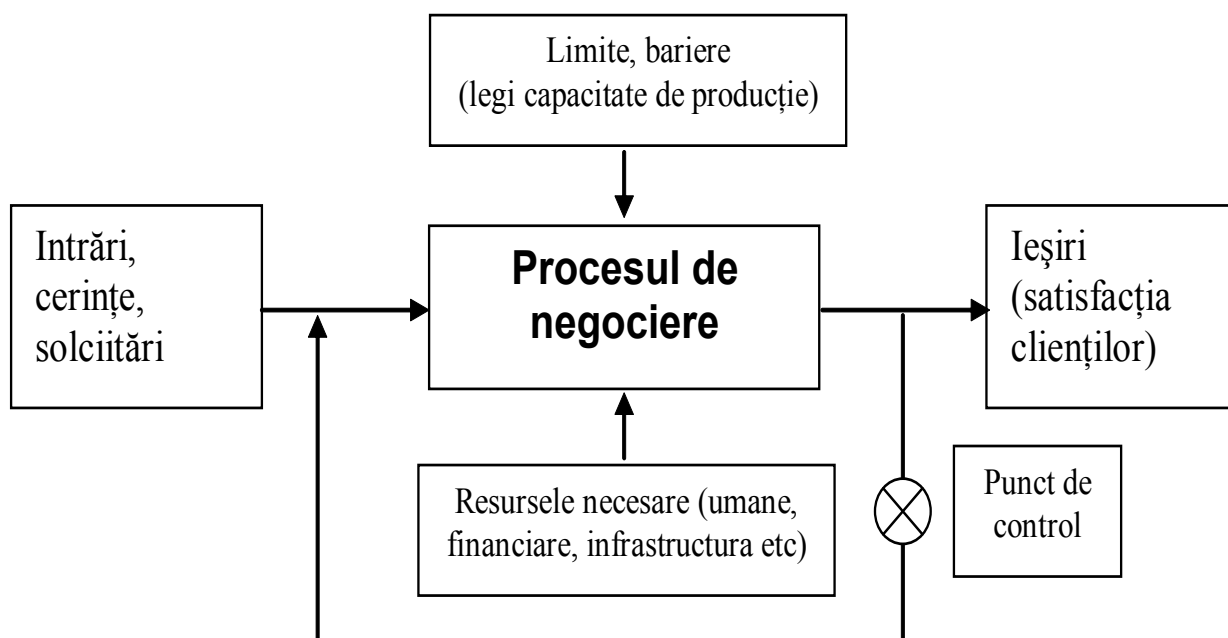 Limite, bariere
(legi capacitate de producție)
Intrări,
cerințe,
solciitări
Procesul de
negociere
Ieşiri
(satisfacția
clienților)
Resursele necesare (umane,
financiare, infrastructura etc)
Punct de
control